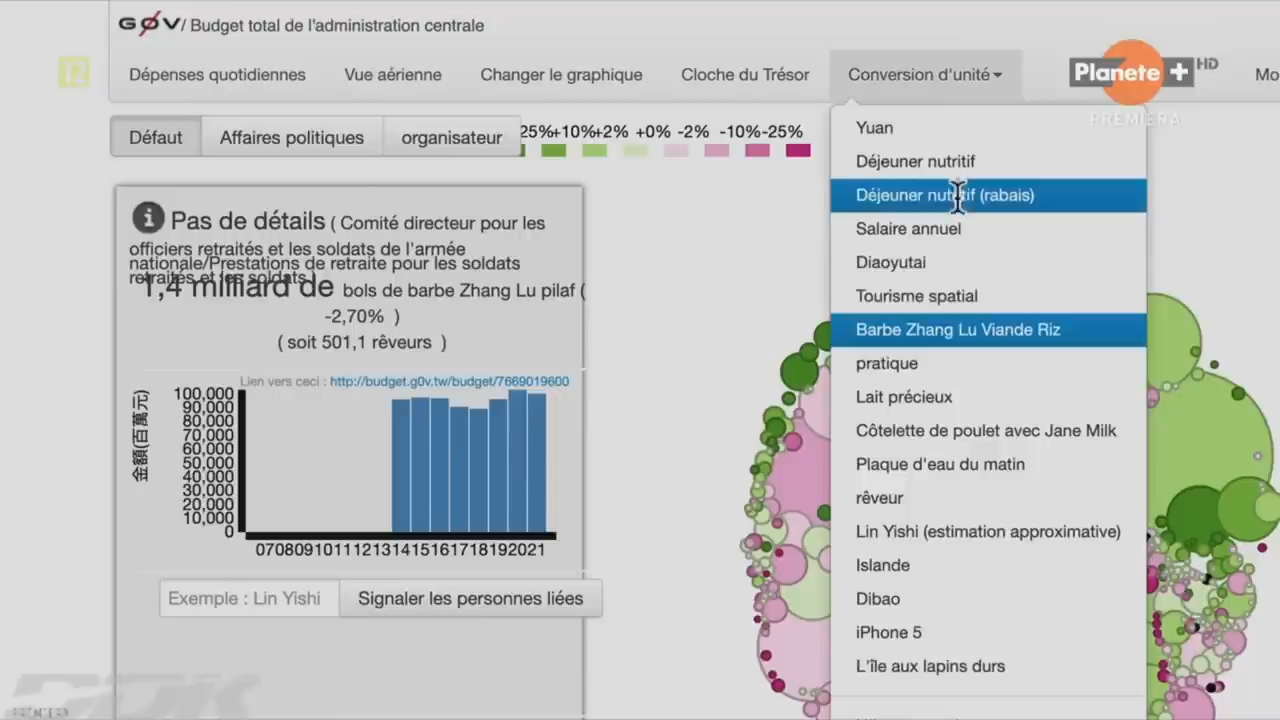 G0V/ Budget total de l'administration centrale
Dépenses quotidiennes Vue aérienne Changer le graphique Cloche du Trésor Conversion d'unité Mo
Planete+ HD
PREMIERA
12
Défaut Affaires politiques organisateur
25%+10%+2% +0% -2% -10%-25%
Pas de détails ( Comité directeur pour les
officiers retraités et les soldats de l'armée
nationale/Prestations de retraite pour les soldats
retraités et les soldats )
1,4 milliard de bols de barbe Zhang Lu pilaf (
-2,70% )
( soit 501,1 rêveurs )
Lien vers ceci : http://budget.g0v.tw/budget/7669019600
金額(百萬元)
100,000
90,000
80,000
70,000
60,000
50,000
40,000
30,000
20,000
10,000
0
070809101112131415161718192021
Exemple : Lin Yishi Signaler les personnes liées
Yuan
Déjeuner nutritif
Déjeuner nutritif (rabais)
Salaire annuel
Diaoyutai
Tourisme spatial
Barbe Zhang Lu Viande Riz
pratique
Lait précieux
Côtelette de poulet avec Jane Milk
Plaque d'eau du matin
rêveur
Lin Yishi (estimation approximative)
Islande
Dibao
iPhone 5
L'île aux lapins durs